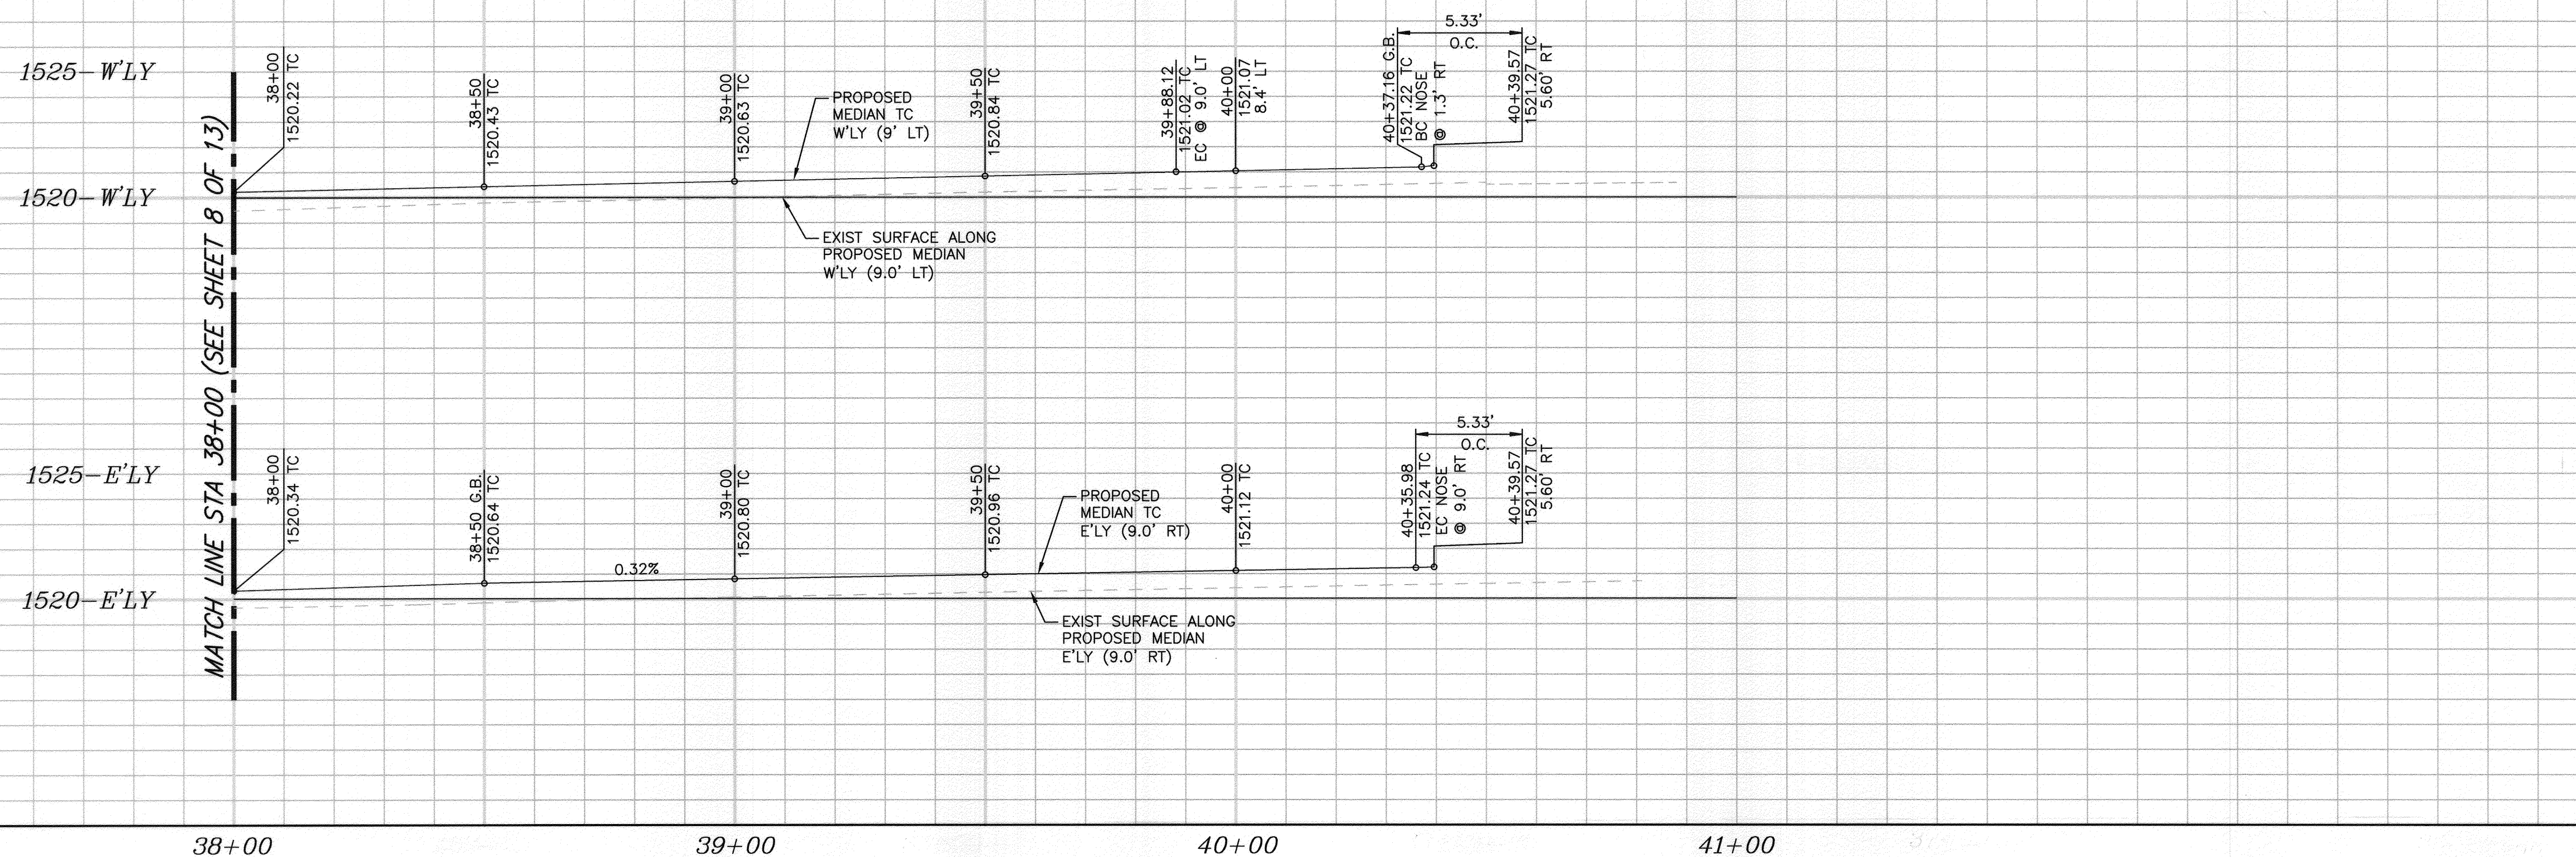 1525-W'LY
1520-W'LY
MATCH LINE STA 38+00 (SEE SHEET 8 OF 13)
38+00
1520.22 TC
38+50
1520.43 TC
39+00
1520.63 TC
PROPOSED
MEDIAN TC
W'LY (9' LT)
39+50
1520.84 TC
39+88.12
1521.02 TC
EC @ 9.0' LT
40+00
1521.07
8.4' LT
5.33'
O.C.
40+37.16 G.B.
1521.22 TC
BC NOSE
@ 1.3' RT
40+39.57
1521.27 TC
5.60' RT
EXIST SURFACE ALONG
PROPOSED MEDIAN
W'LY (9.0' LT)
1525-E'LY
1520-E'LY
38+00
1520.34 TC
38+50 G.B.
1520.64 TC
0.32%
39+00
1520.80 TC
39+50
1520.96 TC
PROPOSED
MEDIAN TC
E'LY (9.0' RT)
40+00
1521.12 TC
5.33'
O.C.
40+35.98
1521.24 TC
EC NOSE
@ 9.0' RT
40+39.57
1521.27 TC
5.60' RT
EXIST SURFACE ALONG
PROPOSED MEDIAN
E'LY (9.0' RT)
38+00
39+00
40+00
41+00